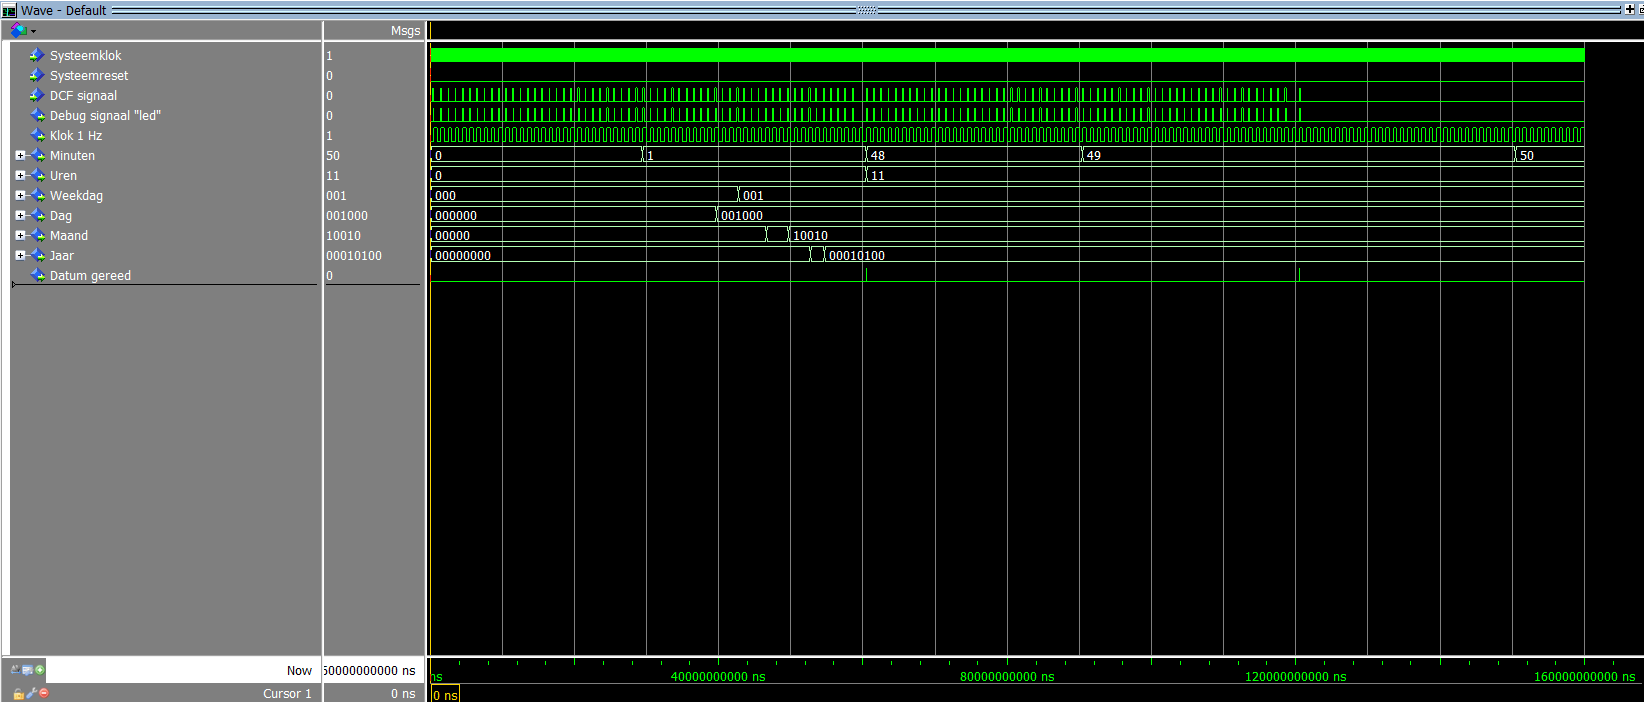 Wave - Default
Msgs
Systeemklok 1
Systeemreset 0
DCF signaal 0
Debug signaal "led" 0
Klok 1 Hz 1
Minuten 50 0 1 48 49 50
Uren 11 0 11
Weekdag 001 000 001
Dag 001000 000000 001000
Maand 10010 00000 10010
Jaar 00010100 00000000 00010100
Datum gereed 0
Now 50000000000 ns ns 40000000000 ns 80000000000 ns 120000000000 ns 160000000000 ns
Cursor 1 0 ns 0 ns